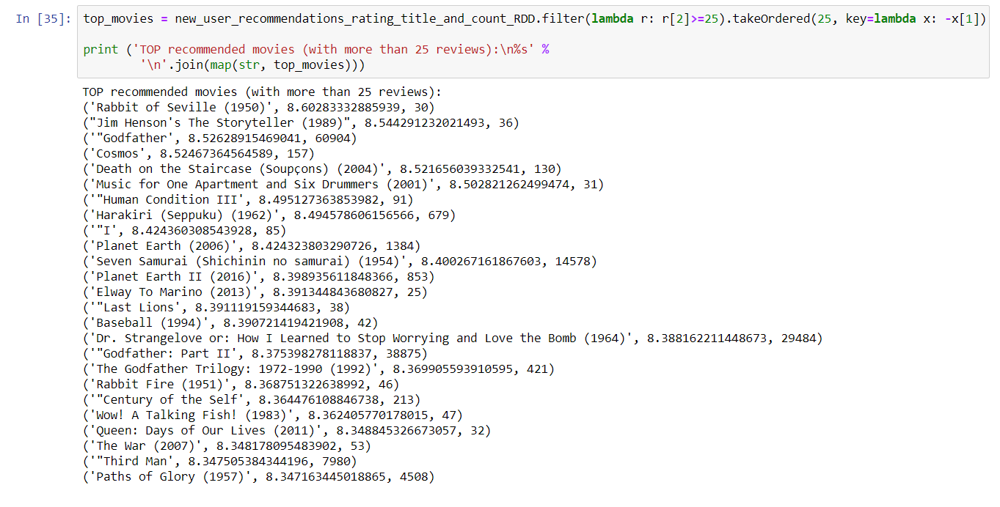 In [35]: top_movies = new_user_recommendations_rating_title_and_count_RDD.filter(lambda r: r[2]>=25).takeOrdered(25, key=lambda x: -x[1])
print ('TOP recommended movies (with more than 25 reviews):\n%s' %
'\n'.join(map(str, top_movies)))
TOP recommended movies (with more than 25 reviews):
('Rabbit of Seville (1950)', 8.60283332885939, 30)
("Jim Henson's The Storyteller (1989)", 8.544291232021493, 36)
('"Godfather', 8.52628915469041, 60904)
('Cosmos', 8.52467364564589, 157)
('Death on the Staircase (Soupçons) (2004)', 8.521656039332541, 130)
('Music for One Apartment and Six Drummers (2001)', 8.502821262499474, 31)
('"Human Condition III', 8.495127363853982, 91)
('Harakiri (Seppuku) (1962)', 8.494578606156566, 679)
('"I', 8.424360308543928, 85)
('Planet Earth (2006)', 8.424323803290726, 1384)
('Seven Samurai (Shichinin no samurai) (1954)', 8.400267161867603, 14578)
('Planet Earth II (2016)', 8.398935611848366, 853)
('Elway To Marino (2013)', 8.391344843680827, 25)
('"Last Lions', 8.391119159344683, 38)
('Baseball (1994)', 8.390721419421908, 42)
('Dr. Strangelove or: How I Learned to Stop Worrying and Love the Bomb (1964)', 8.388162211448673, 29484)
('"Godfather: Part II', 8.375398278118837, 38875)
('The Godfather Trilogy: 1972-1990 (1992)', 8.369905593910595, 421)
('Rabbit Fire (1951)', 8.368751322638992, 46)
('"Century of the Self', 8.364476108846738, 213)
('Wow! A Talking Fish! (1983)', 8.362405770178015, 47)
('Queen: Days of Our Lives (2011)', 8.348845326673057, 32)
('The War (2007)', 8.348178095483902, 53)
('"Third Man', 8.347505384344196, 7980)
('Paths of Glory (1957)', 8.347163445018865, 4508)